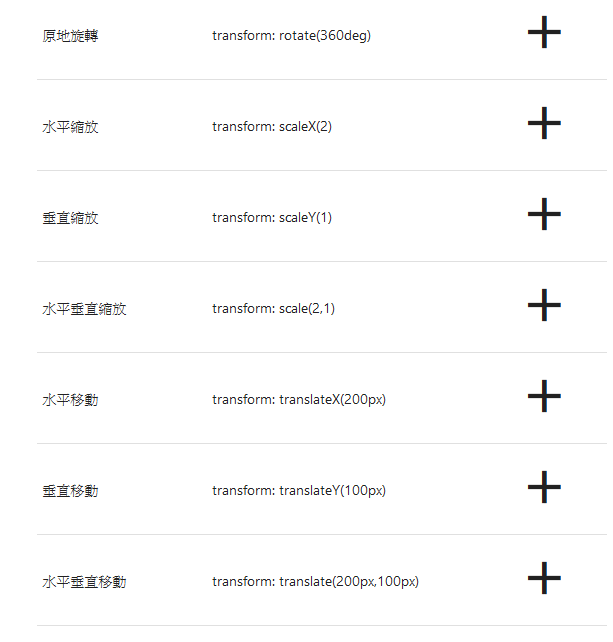 原地旋轉 transform: rotate(360deg)
水平縮放 transform: scaleX(2)
垂直縮放 transform: scaleY(1)
水平垂直縮放 transform: scale(2,1)
水平移動 transform: translateX(200px)
垂直移動 transform: translateY(100px)
水平垂直移動 transform: translate(200px,100px)